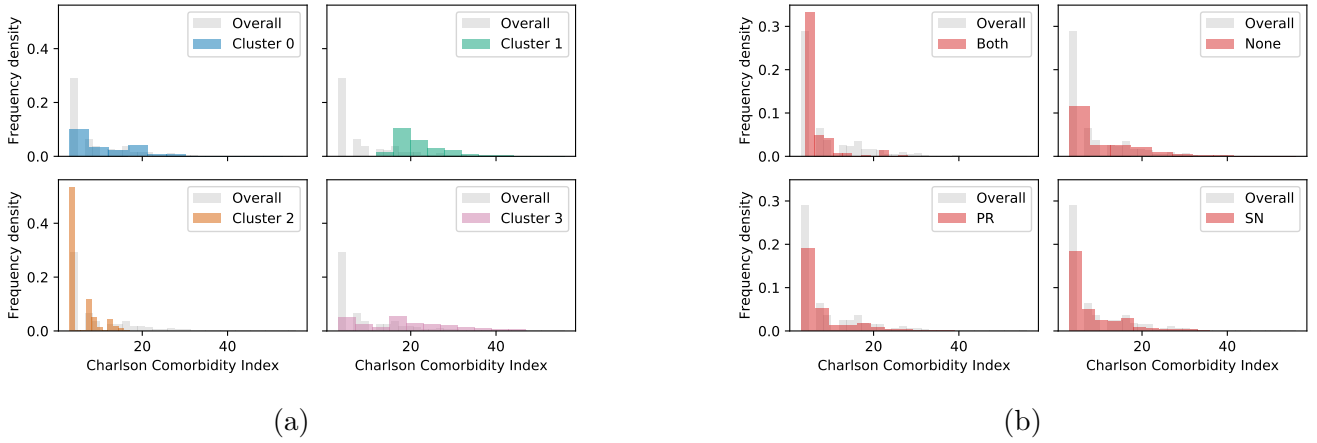 Frequency density
0.4
0.2
0.0
Overall
Cluster 0
Overall
Cluster 1
Frequency density
0.4
0.2
0.0
20
40
Charlson Comorbidity Index
Overall
Cluster 2
20
40
Charlson Comorbidity Index
Overall
Cluster 3
(a)
Frequency density
0.3
0.2
0.1
0.0
Overall
Both
Overall
None
Frequency density
0.3
0.2
0.1
0.0
20
40
Charlson Comorbidity Index
Overall
PR
20
40
Charlson Comorbidity Index
Overall
SN
(b)